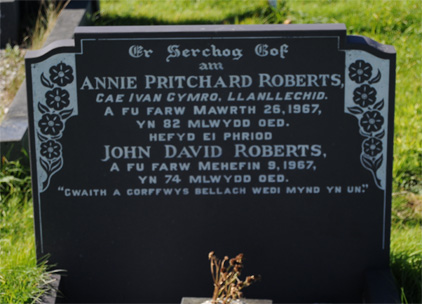 Er Serchog Gof
am
ANNIE PRITCHARD ROBERTS,
CAE IVAN GYMRO, LLANLLECHID.
A FU FARW MAWRTH 26, 1967,
YN 82 MLWYDD OED.
HEFYD EI PHRIOD
JOHN DAVID ROBERTS,
A FU FARW MEHEFIN 9, 1967,
YN 74 MLWYDD OED.
"GWAITH A GORFFWYS BELLACH WEDI MYND YN UN."